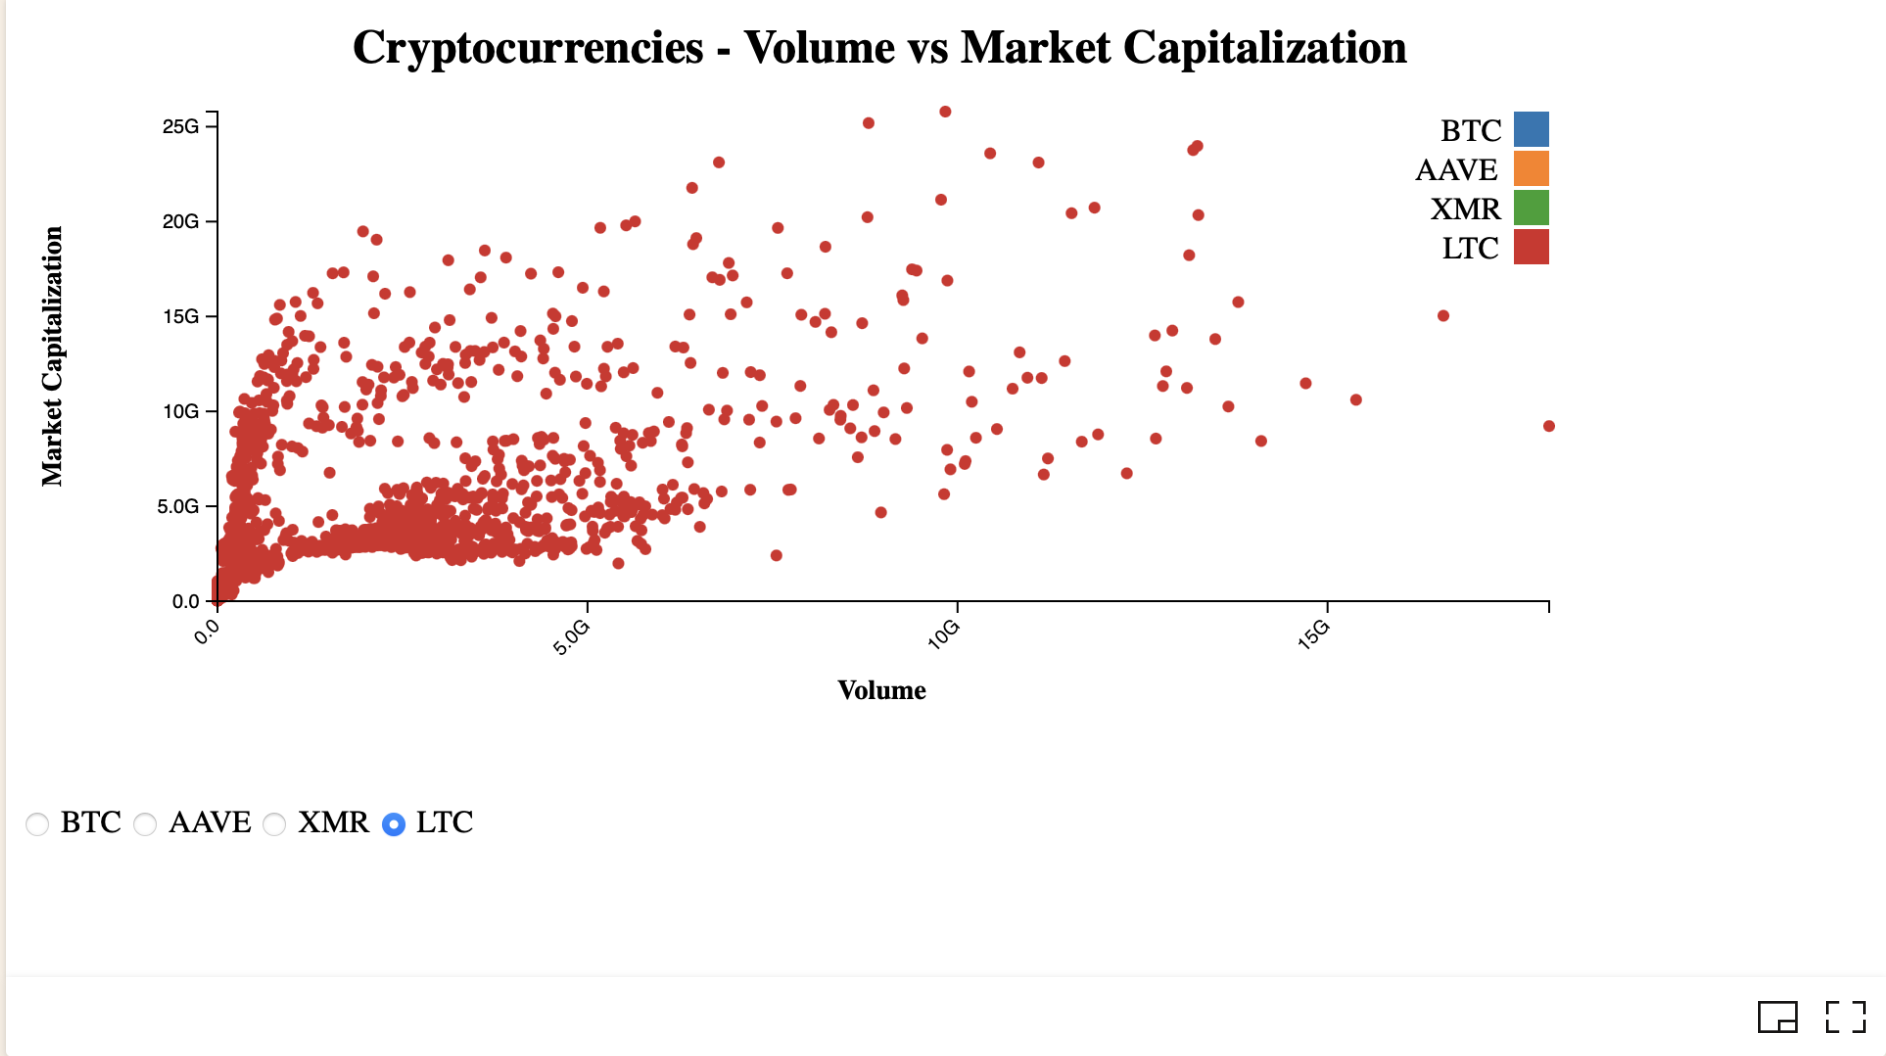 Cryptocurrencies - Volume vs Market Capitalization
Market Capitalization
25G
20G
15G
10G
5.0G
0.0
0.0
5.0G
10G
15G
Volume
BTC
AAVE
XMR
LTC
BTC AAVE XMR LTC